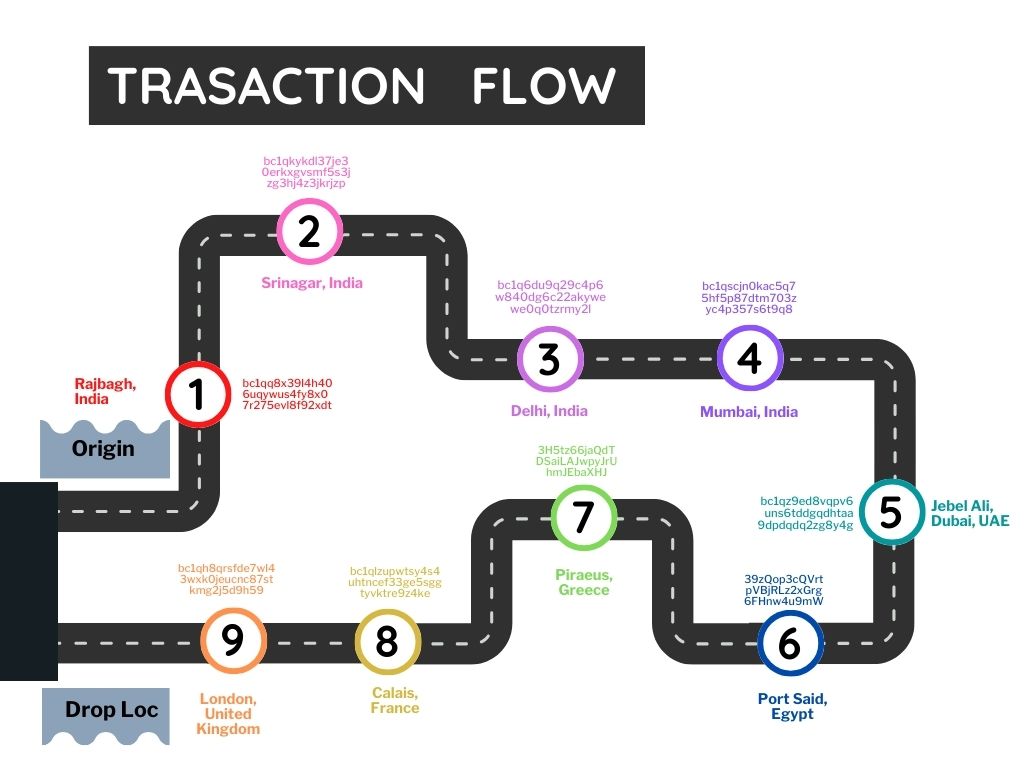 TRASACTION FLOW
bc1qkykdl37je3
0erkxgvsmf5s3j
zg3hj4z3jkrjzp
2
Srinagar, India
bc1q6du9q29c4p6
w840dg6c22akywe
we0q0tzrmy2l
3
Delhi, India
bc1qscjn0kac5q7
5hf5p87dtm703z
yc4p357s6t9q8
4
Mumbai, India
Rajbagh,
India
1
bc1qq8x39l4h40
6uqywus4fy8x0
7r275evl8f92xdt
Origin
3H5tz66jaQdT
DSaiLAJwpyJrU
hmJEbaXHJ
7
Piraeus,
Greece
bc1qz9ed8vqpv6
uns6tddgqdhtaa
9dpdqdq2zg8y4g
5
Jebel Ali,
Dubai, UAE
39zQop3cQVrt
pVBjRLz2xGrg
6FHnw4u9mW
6
Port Said,
Egypt
bc1qlzupwtsy4s4
uhtncef33ge5sgg
tyvktre9z4ke
8
Calais,
France
bc1qh8qrsfde7wl4
3wxk0jeucnc87st
kmg2j5d9h59
9
London,
United
Kingdom
Drop Loc